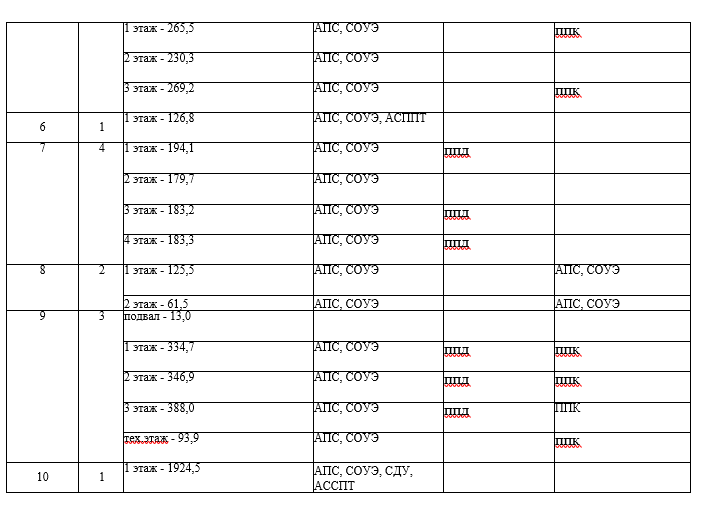 1 этаж - 265,5 АПС, СОУЭ ППК
2 этаж - 230,3 АПС, СОУЭ
3 этаж - 269,2 АПС, СОУЭ ППК
6 1 1 этаж - 126,8 АПС, СОУЭ, АСППТ
7 4 1 этаж - 194,1 АПС, СОУЭ ППД
2 этаж - 179,7 АПС, СОУЭ
3 этаж - 183,2 АПС, СОУЭ ППД
4 этаж - 183,3 АПС, СОУЭ ППД
8 2 1 этаж - 125,5 АПС, СОУЭ АПС, СОУЭ
2 этаж - 61,5 АПС, СОУЭ АПС, СОУЭ
9 3 подвал - 13,0
1 этаж - 334,7 АПС, СОУЭ ППД ППК
2 этаж - 346,9 АПС, СОУЭ ППД ППК
3 этаж - 388,0 АПС, СОУЭ ППД ППК
тех.этаж - 93,9 АПС, СОУЭ ППК
10 1 1 этаж - 1924,5 АПС, СОУЭ, СДУ,
АССПТ